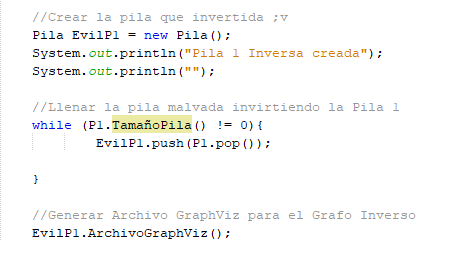 //Crear la pila que invertida ;v
Pila EvilP1 = new Pila();
System.out.println("Pila 1 Inversa creada");
System.out.println("");
//Llenar la pila malvada invirtiendo la Pila 1
while (P1.TamañoPila() != 0){
EvilP1.push(P1.pop());
}
//Generar Archivo GraphViz para el Grafo Inverso
EvilP1.ArchivoGraphViz();